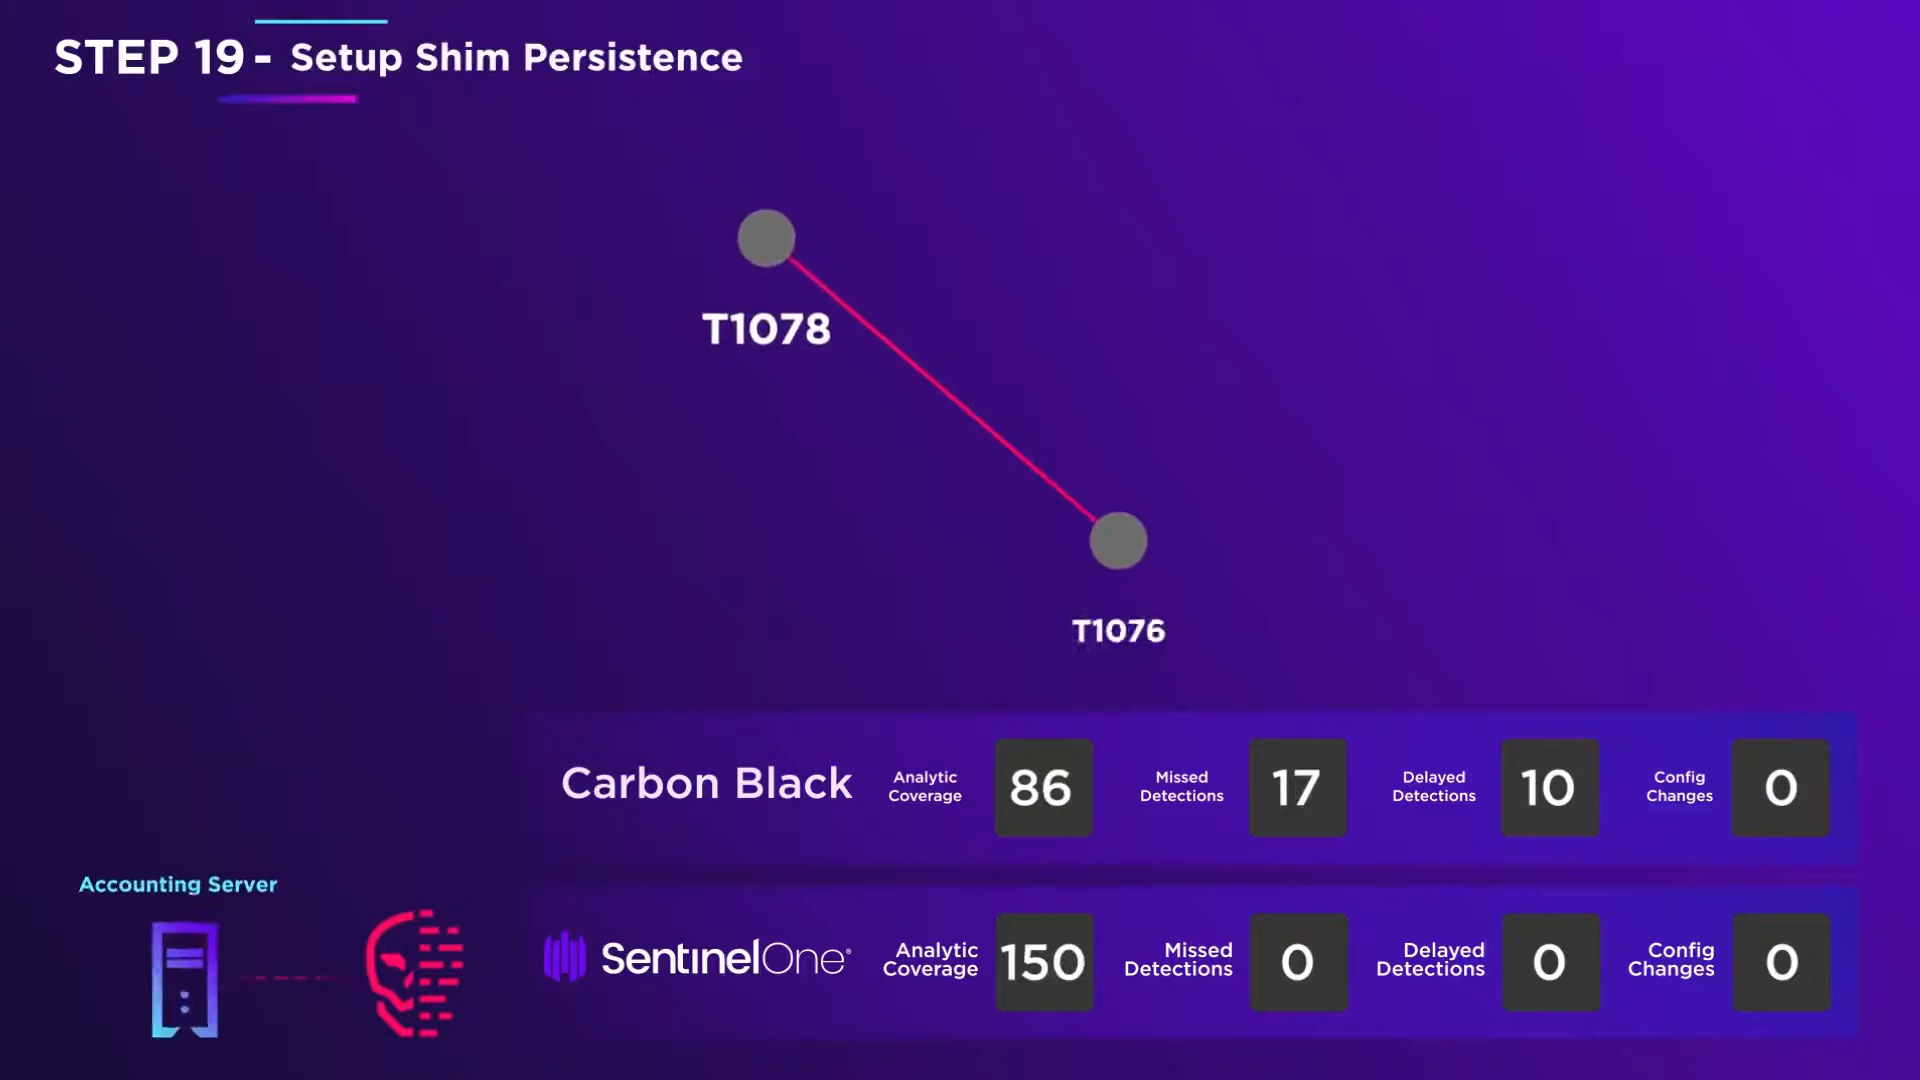 STEP 19 - Setup Shim Persistence
T1078
T1076
Carbon Black
Analytic
Coverage
86
Missed
Detections
17
Delayed
Detections
10
Config
Changes
0
Accounting Server
SentinelOne®
Analytic
Coverage
150
Missed
Detections
0
Delayed
Detections
0
Config
Changes
0